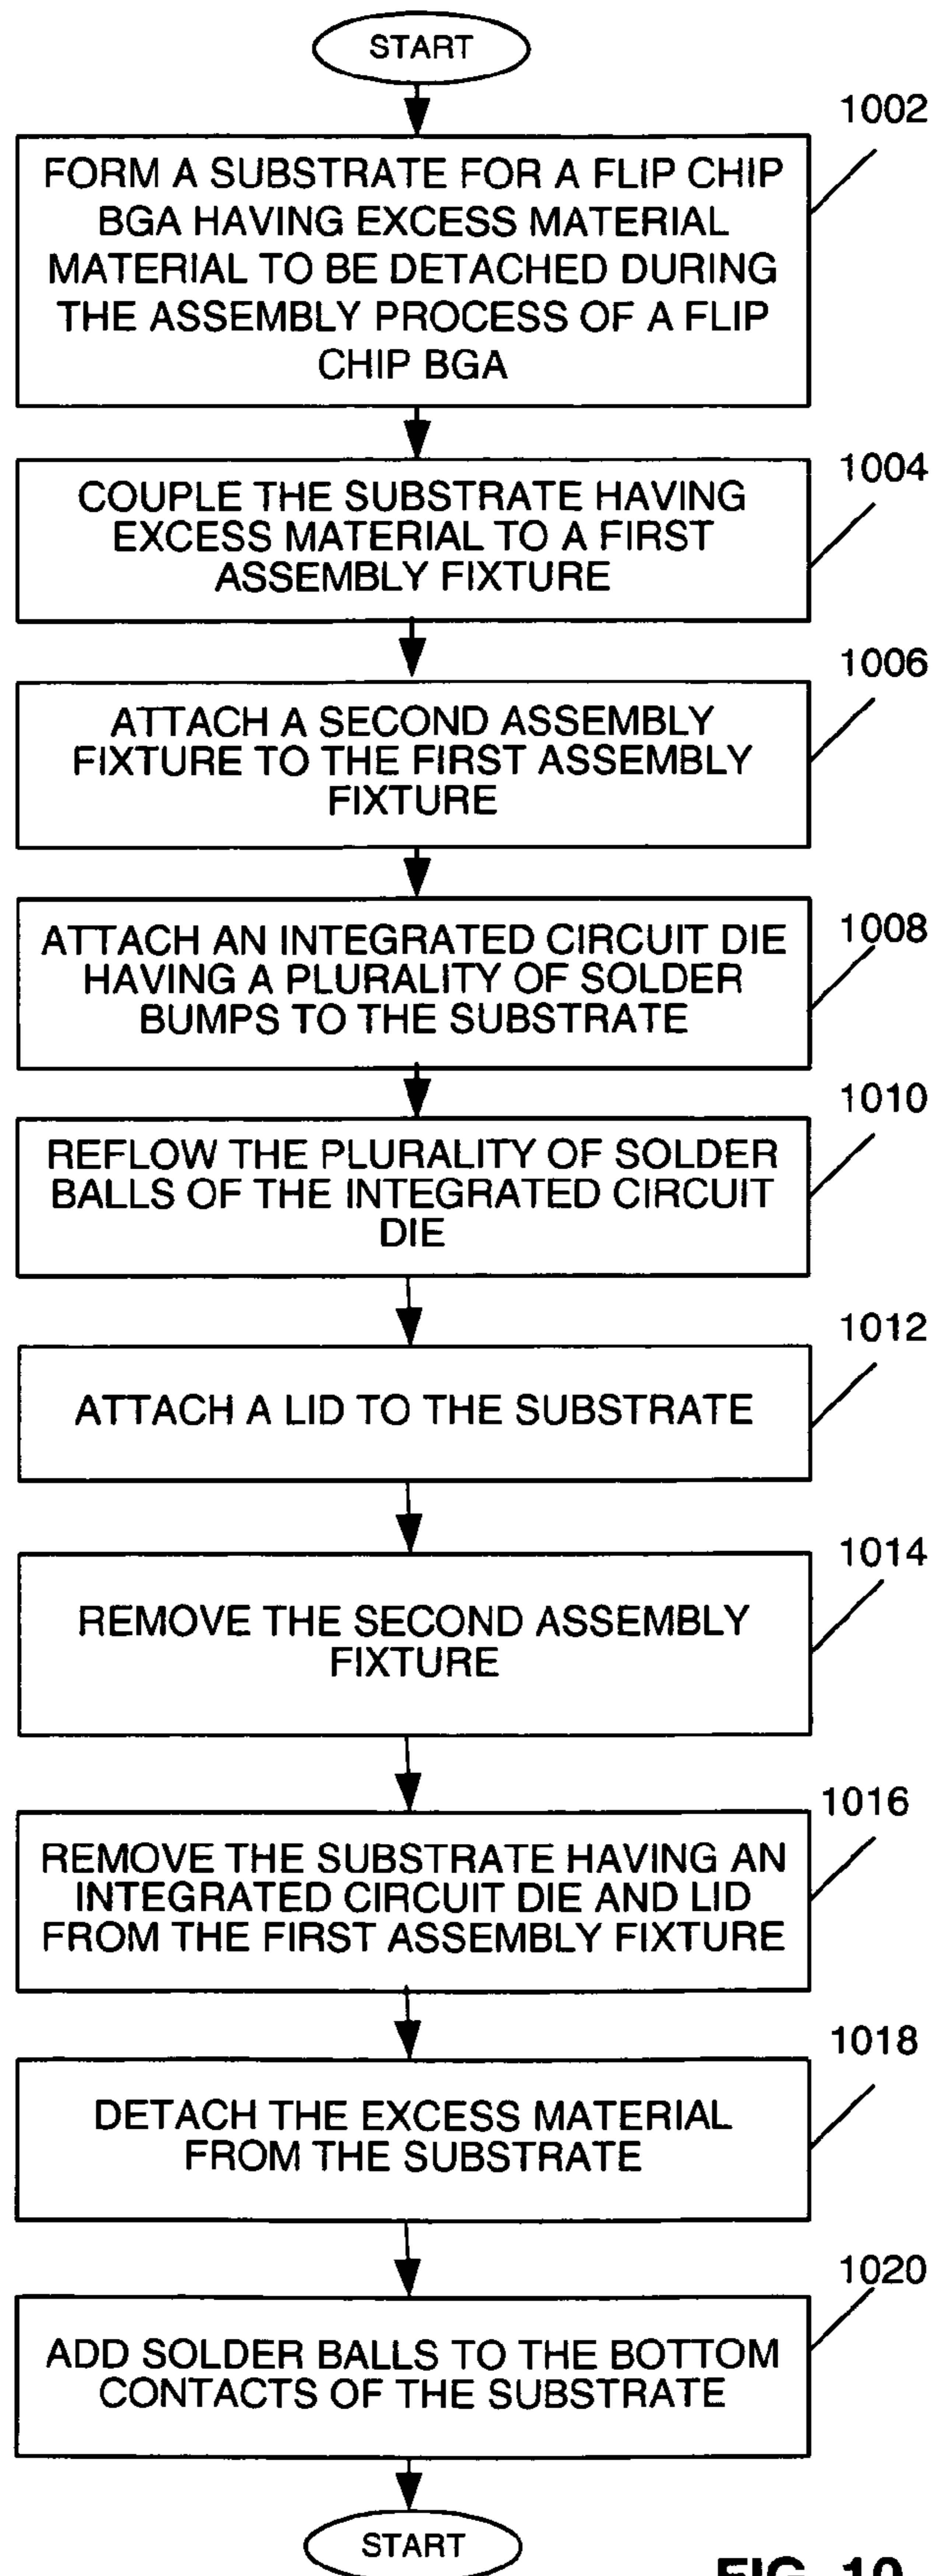 START
1002
FORM A SUBSTRATE FOR A FLIP CHIP
BGA HAVING EXCESS MATERIAL
MATERIAL TO BE DETACHED DURING
THE ASSEMBLY PROCESS OF A FLIP
CHIP BGA
1004
COUPLE THE SUBSTRATE HAVING
EXCESS MATERIAL TO A FIRST
ASSEMBLY FIXTURE
1006
ATTACH A SECOND ASSEMBLY
FIXTURE TO THE FIRST ASSEMBLY
FIXTURE
1008
ATTACH AN INTEGRATED CIRCUIT DIE
HAVING A PLURALITY OF SOLDER
BUMPS TO THE SUBSTRATE
1010
REFLOW THE PLURALITY OF SOLDER
BALLS OF THE INTEGRATED CIRCUIT
DIE
1012
ATTACH A LID TO THE SUBSTRATE
1014
REMOVE THE SECOND ASSEMBLY
FIXTURE
1016
REMOVE THE SUBSTRATE HAVING AN
INTEGRATED CIRCUIT DIE AND LID
FROM THE FIRST ASSEMBLY FIXTURE
1018
DETACH THE EXCESS MATERIAL
FROM THE SUBSTRATE
1020
ADD SOLDER BALLS TO THE BOTTOM
CONTACTS OF THE SUBSTRATE
START
FIG. 10